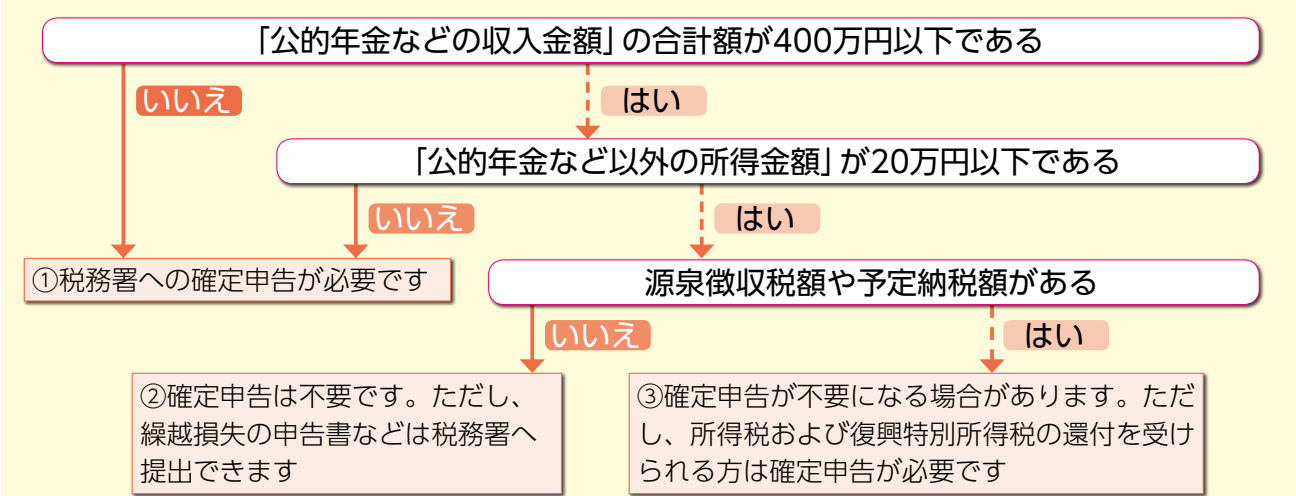 「公的年金などの収入金額」の合計額が400万円以下である
いいえ
はい
「公的年金など以外の所得金額」が20万円以下である
いいえ
はい
①税務署への確定申告が必要です
源泉徴収税額や予定納税額がある
いいえ
はい
②確定申告は不要です。ただし、
繰越損失の申告書などは税務署へ
提出できます
③確定申告が不要になる場合があります。ただ
し、所得税および復興特別所得税の還付を受け
られる方は確定申告が必要です